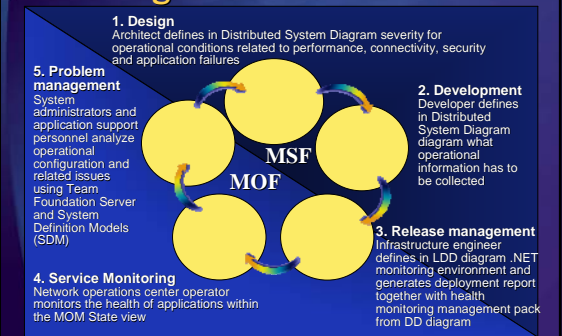 1. Design
Architect defines in Distributed System Diagram severity for
operational conditions related to performance, connectivity, security
and application failures
2. Development
Developer defines
in Distributed
System Diagram
diagram what
operational
information has to
be collected
3. Release management
Infrastructure engineer
defines in LDD diagram .NET
monitoring environment and
generates deployment report
together with health
monitoring management pack
from DD diagram
4. Service Monitoring
Network operations center operator
monitors the health of applications within
the MOM State view
5. Problem
management
System
administrators and
application support
personnel analyze
operational
configuration and
related issues
using Team
Foundation Server
and System
Definition Models
(SDM)
MSF
MOF